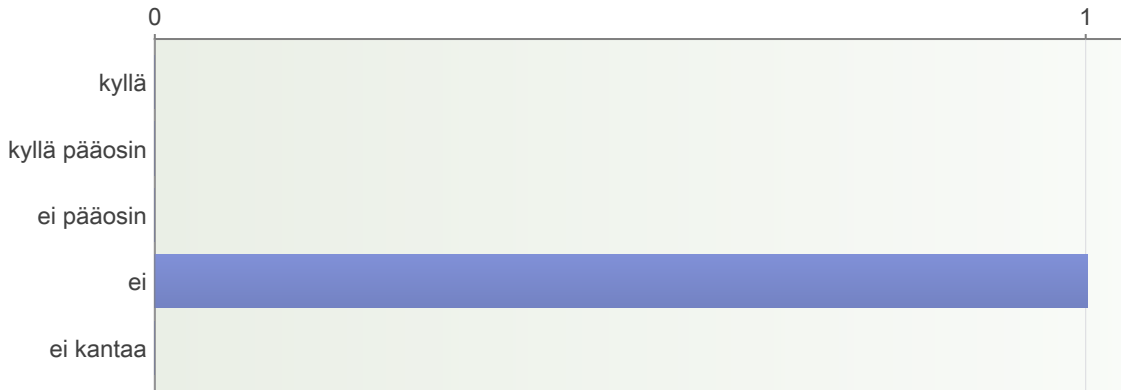 0 1
kyllä
kyllä pääosin
ei pääosin
ei
ei kantaa